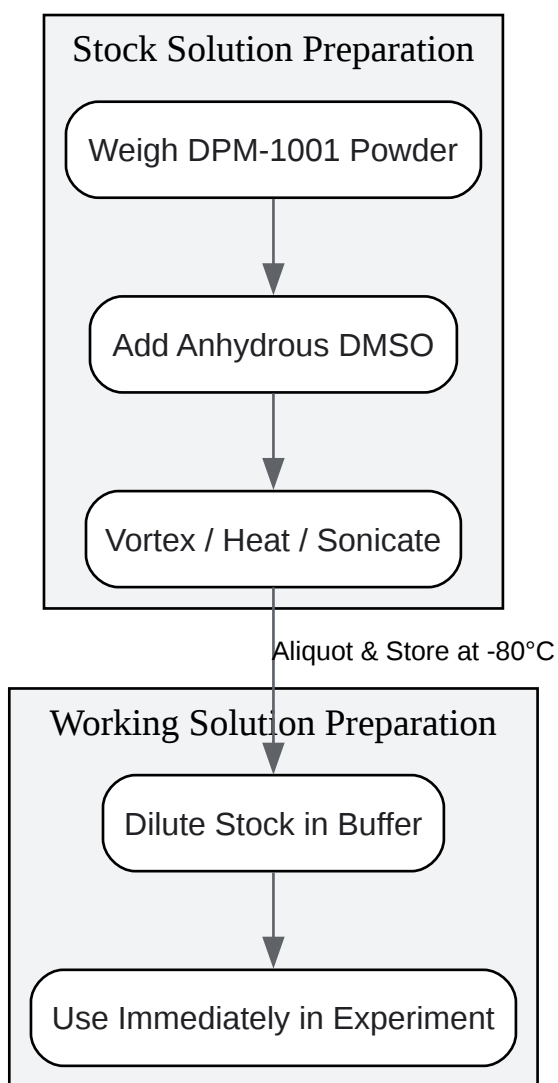 Stock Solution Preparation
Weigh DPM-1001 Powder
Add Anhydrous DMSO
Vortex / Heat / Sonicate
Aliquot & Store at -80°C
Working Solution Preparation
Dilute Stock in Buffer
Use Immediately in Experiment